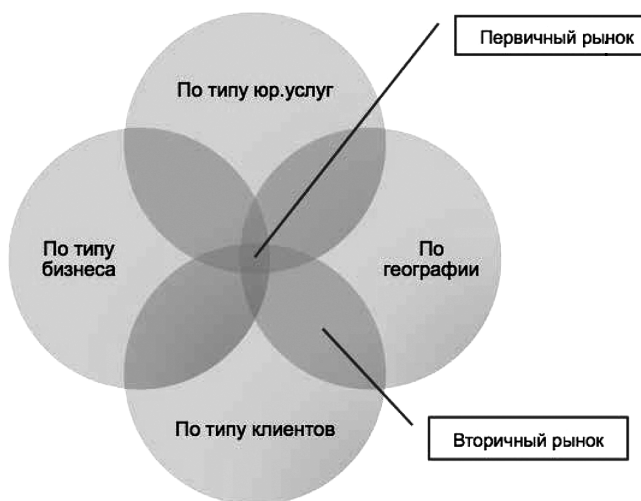 Первичный рынок
По типу юр.услуг
По типу
бизнеса
По
географии
По типу клиентов
Вторичный рынок